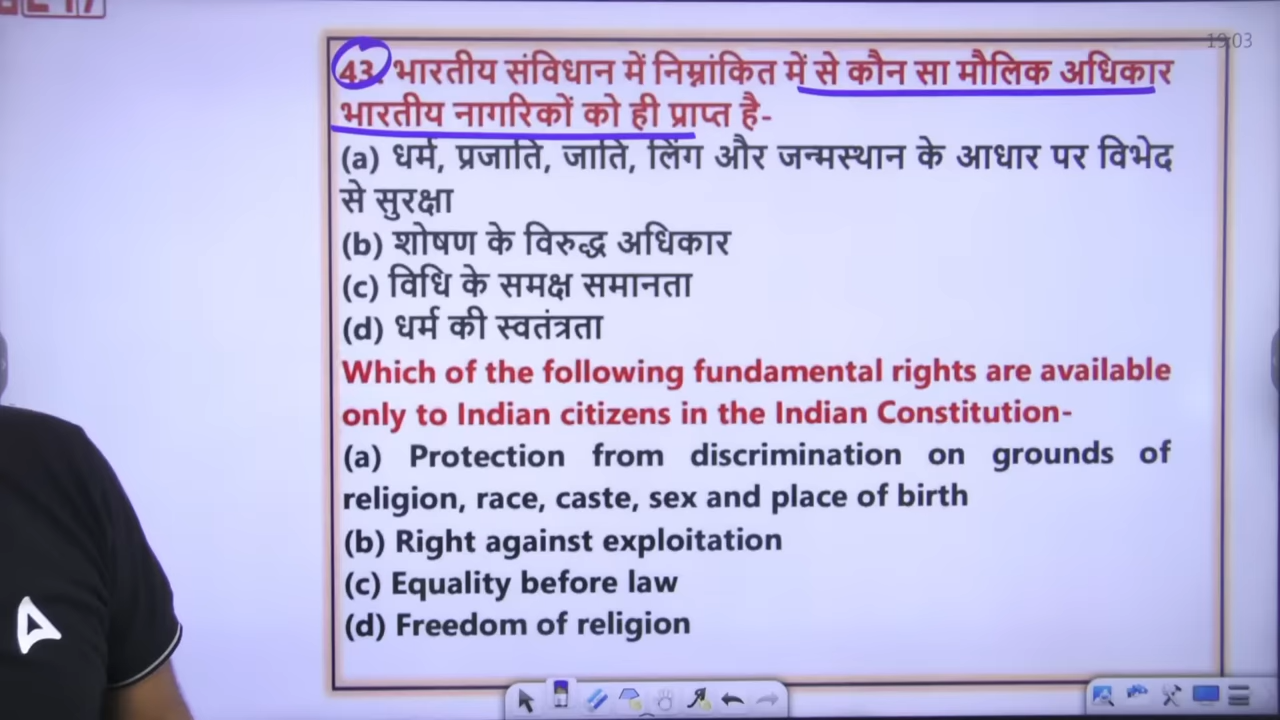 19:03
43. भारतीय संविधान में निम्नांकित में से कौन सा मौलिक अधिकार
भारतीय नागरिकों को ही प्राप्त है-
(a) धर्म, प्रजाति, जाति, लिंग और जन्मस्थान के आधार पर विभेद
से सुरक्षा
(b) शोषण के विरुद्ध अधिकार
(c) विधि के समक्ष समानता
(d) धर्म की स्वतंत्रता
Which of the following fundamental rights are available
only to Indian citizens in the Indian Constitution-
(a) Protection from discrimination on grounds of
religion, race, caste, sex and place of birth
(b) Right against exploitation
(c) Equality before law
(d) Freedom of religion